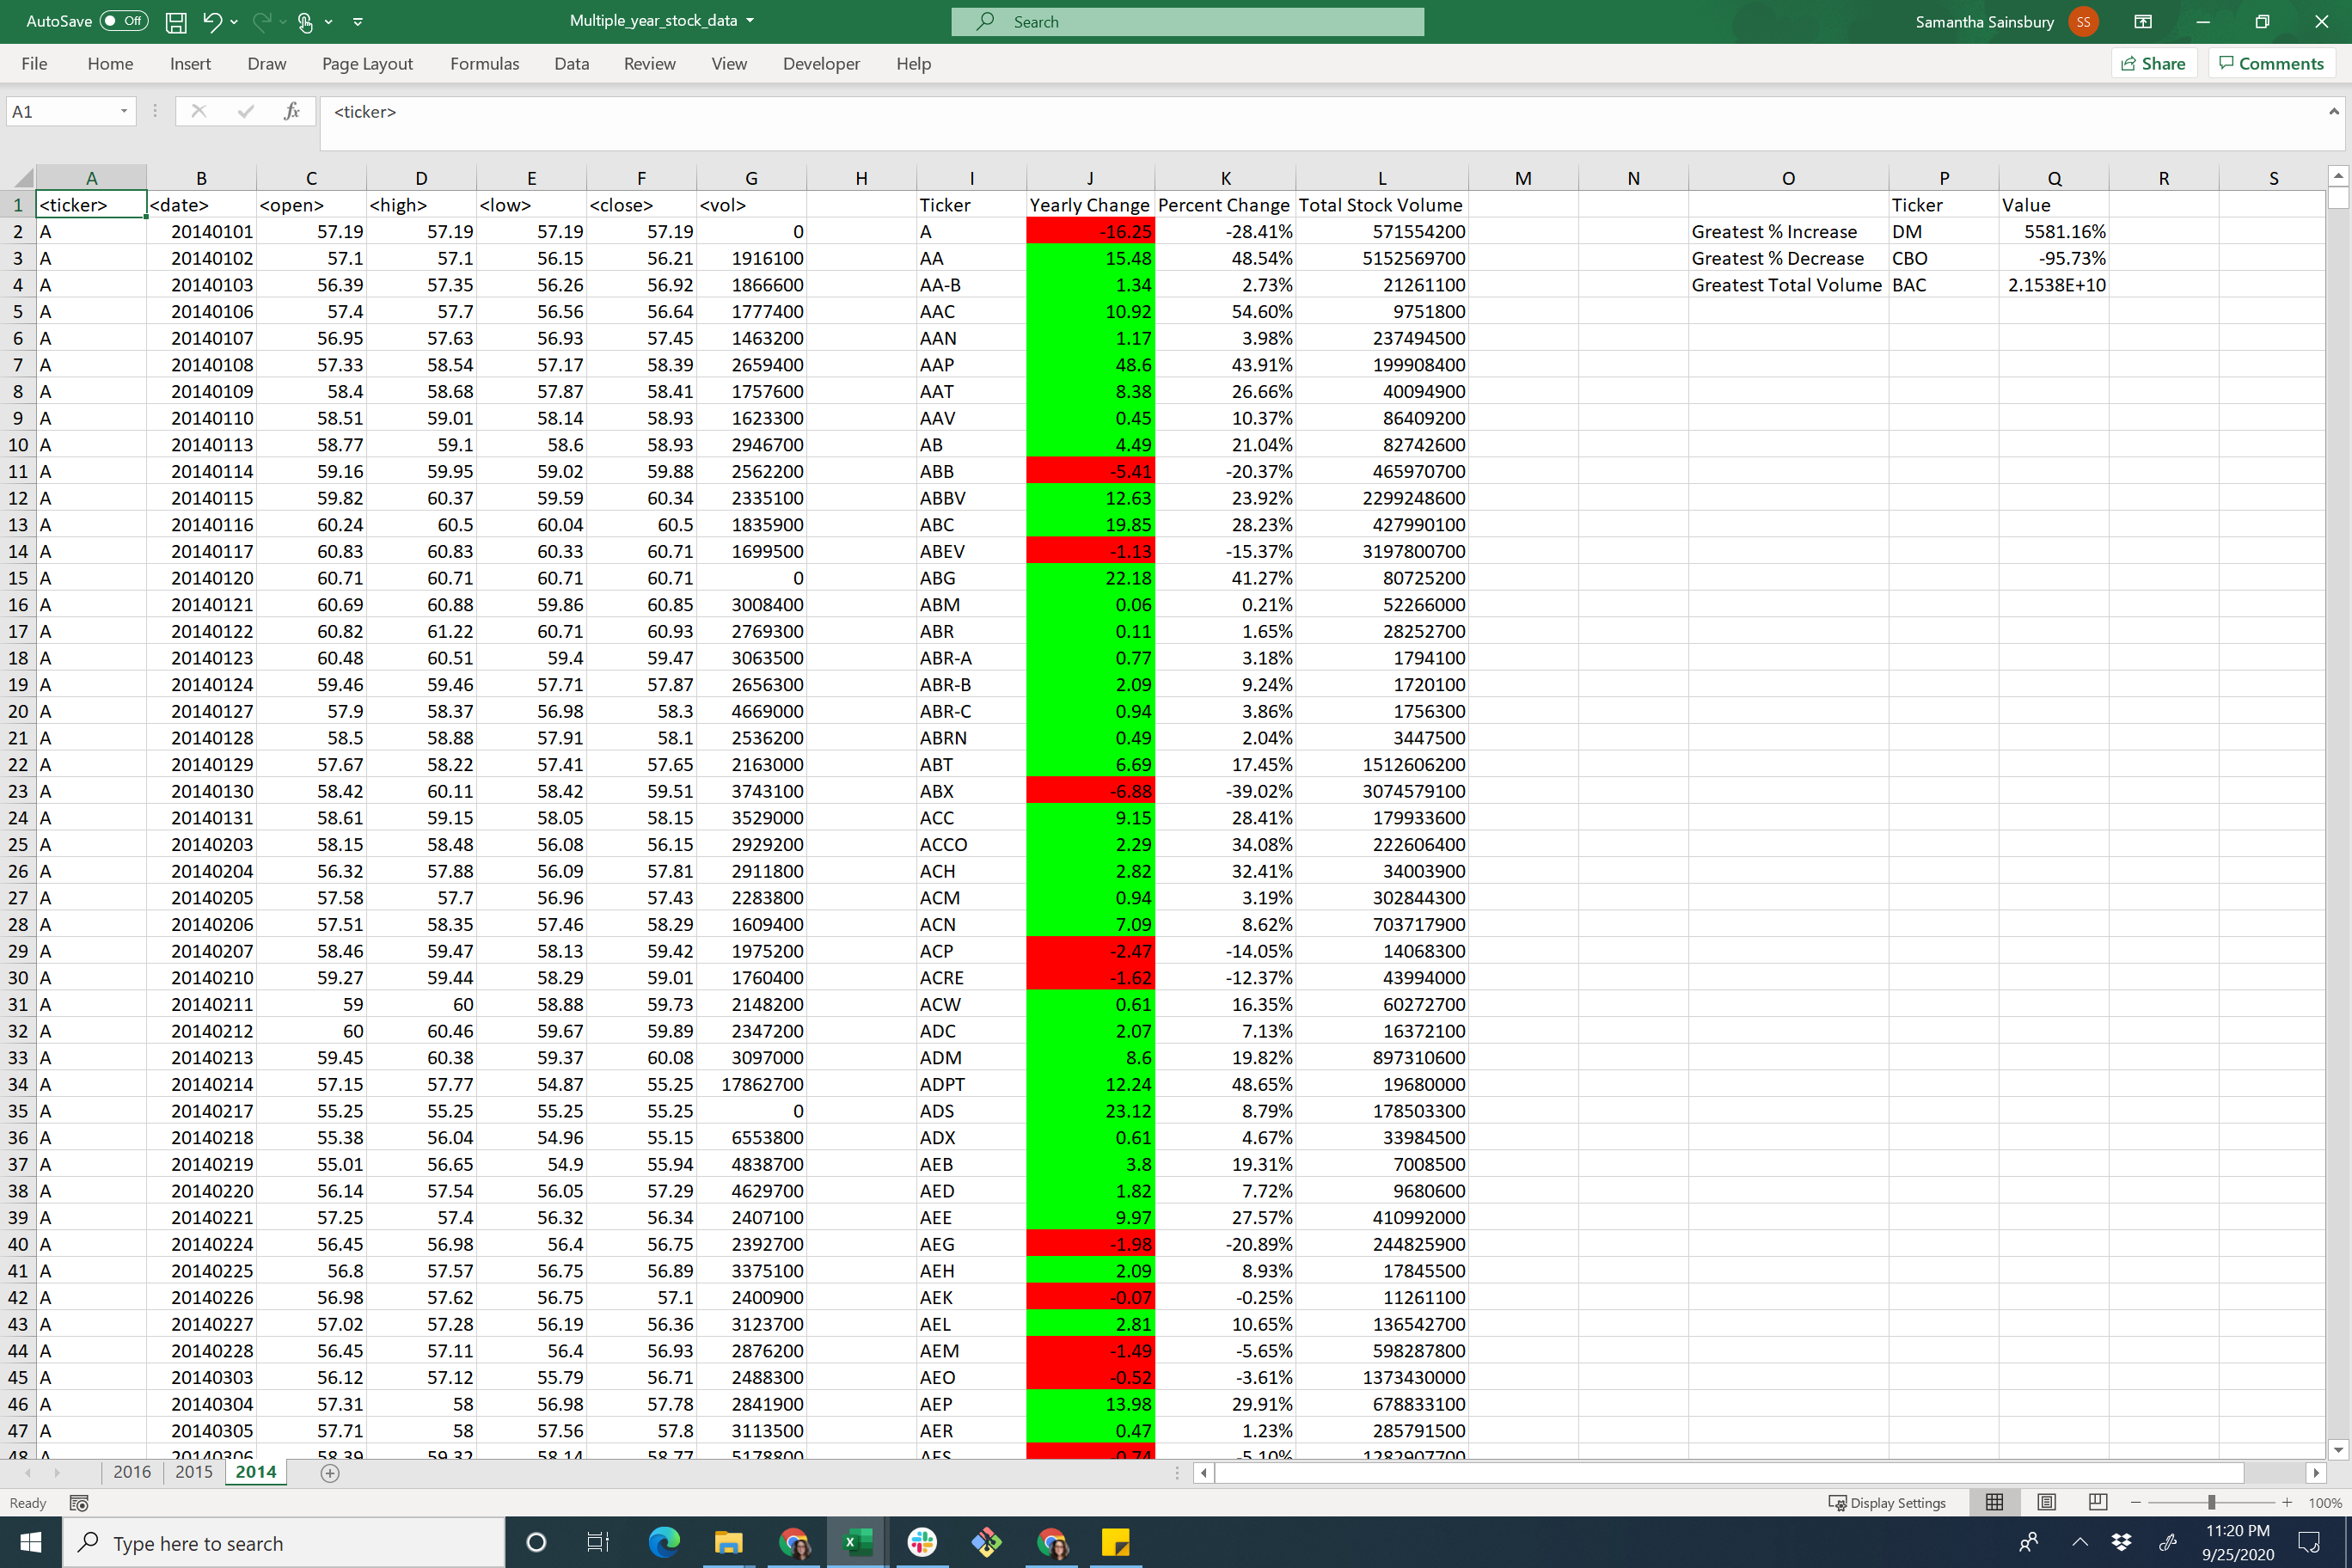 AutoSave Off Multiple_year_stock_data Search Samantha Sainsbury SS
File Home Insert Draw Page Layout Formulas Data Review View Developer Help Share Comments
A1 fx <ticker>
A B C D E F G H I J K L M N O P Q R S
1 <ticker> <date> <open> <high> <low> <close> <vol> Ticker Yearly Change Percent Change Total Stock Volume Ticker Value
2 A 20140101 57.19 57.19 57.19 57.19 0 A -16.25 -28.41% 571554200 Greatest % Increase DM 5581.16%
3 A 20140102 57.1 57.1 56.15 56.21 1916100 AA 15.48 48.54% 5152569700 Greatest % Decrease CBO -95.73%
4 A 20140103 56.39 57.35 56.26 56.92 1866600 AA-B 1.34 2.73% 21261100 Greatest Total Volume BAC 2.1538E+10
5 A 20140106 57.4 57.7 56.56 56.64 1777400 AAC 10.92 54.60% 9751800
6 A 20140107 56.95 57.63 56.93 57.45 1463200 AAN 1.17 3.98% 237494500
7 A 20140108 57.33 58.54 57.17 58.39 2659400 AAP 48.6 43.91% 199908400
8 A 20140109 58.4 58.68 57.87 58.41 1757600 AAT 8.38 26.66% 40094900
9 A 20140110 58.51 59.01 58.14 58.93 1623300 AAV 0.45 10.37% 86409200
10 A 20140113 58.77 59.1 58.6 58.93 2946700 AB 4.49 21.04% 82742600
11 A 20140114 59.16 59.95 59.02 59.88 2562200 ABB -5.41 -20.37% 465970700
12 A 20140115 59.82 60.37 59.59 60.34 2335100 ABBV 12.63 23.92% 2299248600
13 A 20140116 60.24 60.5 60.04 60.5 1835900 ABC 19.85 28.23% 427990100
14 A 20140117 60.83 60.83 60.33 60.71 1699500 ABEV -1.13 -15.37% 3197800700
15 A 20140120 60.71 60.71 60.71 60.71 0 ABG 22.18 41.27% 80725200
16 A 20140121 60.69 60.88 59.86 60.85 3008400 ABM 0.06 0.21% 52266000
17 A 20140122 60.82 61.22 60.71 60.93 2769300 ABR 0.11 1.65% 28252700
18 A 20140123 60.48 60.51 59.4 59.47 3063500 ABR-A 0.77 3.18% 1794100
19 A 20140124 59.46 59.46 57.71 57.87 2656300 ABR-B 2.09 9.24% 1720100
20 A 20140127 57.9 58.37 56.98 58.3 4669000 ABR-C 0.94 3.86% 1756300
21 A 20140128 58.5 58.88 57.91 58.1 2536200 ABRN 0.49 2.04% 3447500
22 A 20140129 57.67 58.22 57.41 57.65 2163000 ABT 6.69 17.45% 1512606200
23 A 20140130 58.42 60.11 58.42 59.51 3743100 ABX -6.88 -39.02% 3074579100
24 A 20140131 58.61 59.15 58.05 58.15 3529000 ACC 9.15 28.41% 179933600
25 A 20140203 58.15 58.48 56.08 56.15 2929200 ACCO 2.29 34.08% 222606400
26 A 20140204 56.32 57.88 56.09 57.81 2911800 ACH 2.82 32.41% 34003900
27 A 20140205 57.58 57.7 56.96 57.43 2283800 ACM 0.94 3.19% 302844300
28 A 20140206 57.51 58.35 57.46 58.29 1609400 ACN 7.09 8.62% 703717900
29 A 20140207 58.46 59.47 58.13 59.42 1975200 ACP -2.47 -14.05% 14068300
30 A 20140210 59.27 59.44 58.29 59.01 1760400 ACRE -1.62 -12.37% 43994000
31 A 20140211 59 60 58.88 59.73 2148200 ACW 0.61 16.35% 60272700
32 A 20140212 60 60.46 59.67 59.89 2347200 ADC 2.07 7.13% 16372100
33 A 20140213 59.45 60.38 59.37 60.08 3097000 ADM 8.6 19.82% 897310600
34 A 20140214 57.15 57.77 54.87 55.25 17862700 ADPT 12.24 48.65% 19680000
35 A 20140217 55.25 55.25 55.25 55.25 0 ADS 23.12 8.79% 178503300
36 A 20140218 55.38 56.04 54.96 55.15 6553800 ADX 0.61 4.67% 33984500
37 A 20140219 55.01 56.65 54.9 55.94 4838700 AEB 3.8 19.31% 7008500
38 A 20140220 56.14 57.54 56.05 57.29 4629700 AED 1.82 7.72% 9680600
39 A 20140221 57.25 57.4 56.32 56.34 2407100 AEE 9.97 27.57% 410992000
40 A 20140224 56.45 56.98 56.4 56.75 2392700 AEG -1.98 -20.89% 244825900
41 A 20140225 56.8 57.57 56.75 56.89 3375100 AEH 2.09 8.93% 17845500
42 A 20140226 56.98 57.62 56.75 57.1 2400900 AEK -0.07 -0.25% 11261100
43 A 20140227 57.02 57.28 56.19 56.36 3123700 AEL 2.81 10.65% 136542700
44 A 20140228 56.45 57.11 56.4 56.93 2876200 AEM -1.49 -5.65% 598287800
45 A 20140303 56.12 57.12 55.79 56.71 2488300 AEO -0.52 -3.61% 1373430000
46 A 20140304 57.31 58 56.98 57.78 2841900 AEP 13.98 29.91% 678833100
47 A 20140305 57.71 58 57.56 57.8 3113500 AER 0.47 1.23% 285791500
48 A 20140306 58.39 59.32 58.14 58.77 5178800 AES -0.74 -5.10% 1282907700
2016 2015 2014
Ready Display Settings 100%
Type here to search 11:20 PM
9/25/2020